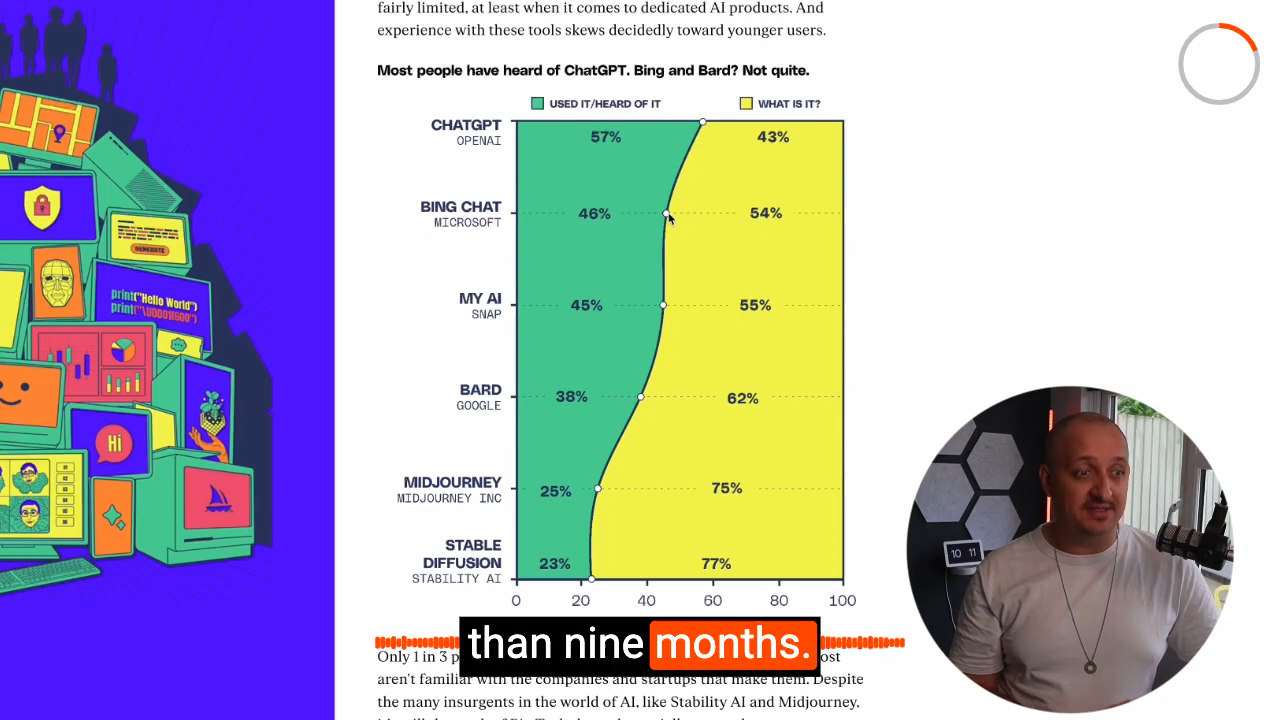 fairly limited, at least when it comes to dedicated AI products. And
experience with these tools skews decidedly toward younger users.
Most people have heard of ChatGPT. Bing and Bard? Not quite.
USED IT/HEARD OF IT
WHAT IS IT?
CHATGPT
OPENAI
57%
43%
BING CHAT
MICROSOFT
46%
54%
MY AI
SNAP
45%
55%
BARD
GOOGLE
38%
62%
MIDJOURNEY
MIDJOURNEY INC
25%
75%
STABLE
DIFFUSION
STABILITY AI
23%
77%
0 20 40 60 80 100
than nine months.
Only 1 in 3 p
aren't familiar with the companies and startups that make them. Despite
the many insurgents in the world of AI, like Stability AI and Midjourney,
GENERATE
print("Hello World")
print("\U0001f600")
Hi
10 11